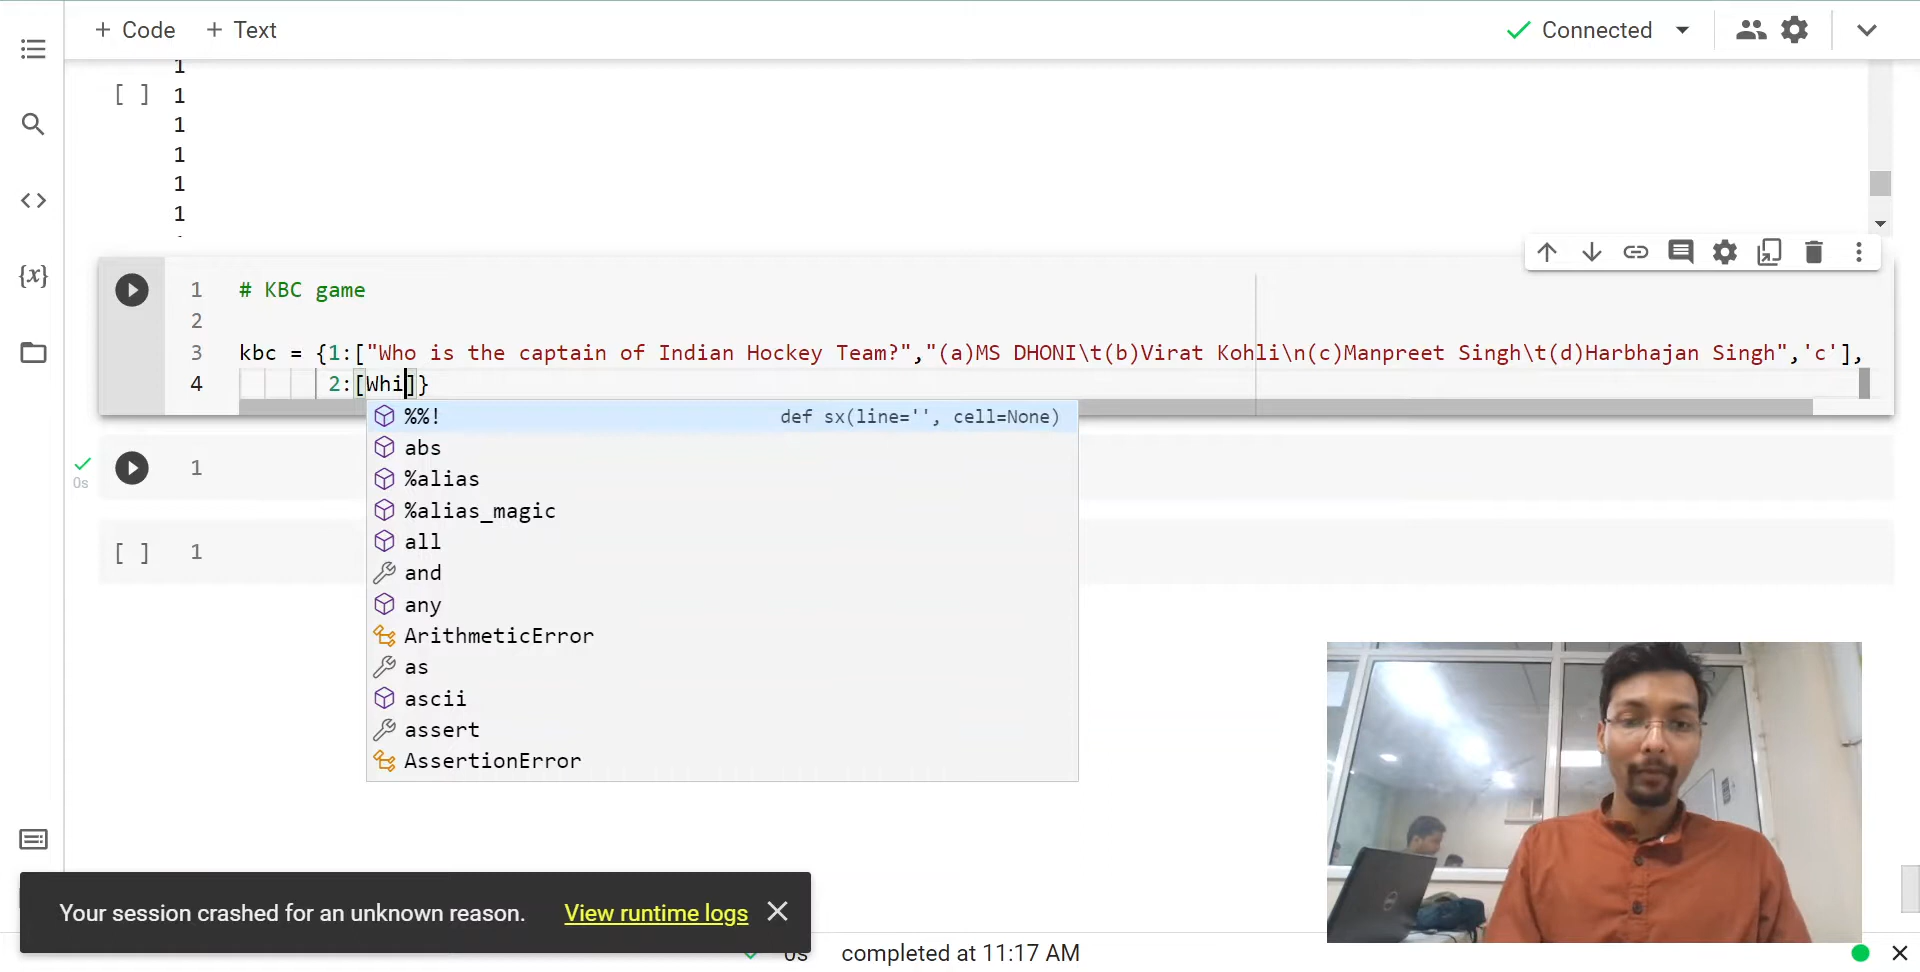 + Code + Text
Connected
1
[ ] 1
1
1
1
1
1 # KBC game
2
3 kbc = {1:["Who is the captain of Indian Hockey Team?","(a)MS DHONI\t(b)Virat Kohli\n(c)Manpreet Singh\t(d)Harbhajan Singh",'c'],
4 2:[Whi]}
%%! def sx(line='', cell=None)
abs
1
0s
%alias
%alias_magic
all
[ ] 1
and
any
ArithmeticError
as
ascii
assert
AssertionError
{x}
Your session crashed for an unknown reason. View runtime logs
0s completed at 11:17 AM